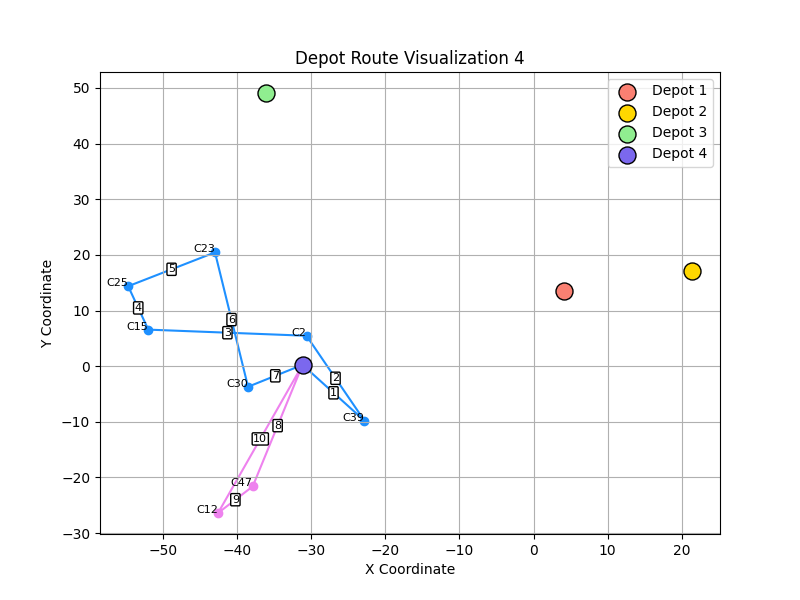 Depot Route Visualization 4
Depot 1
Depot 2
Depot 3
Depot 4
Y Coordinate
50
40
30
20
10
0
−10
−20
−30
C23
C25
5
4
C15
6
3
C2
C30
7
2
1
C39
8
10
C47
9
C12
−50
−40
−30
−20
−10
0
10
20
X Coordinate